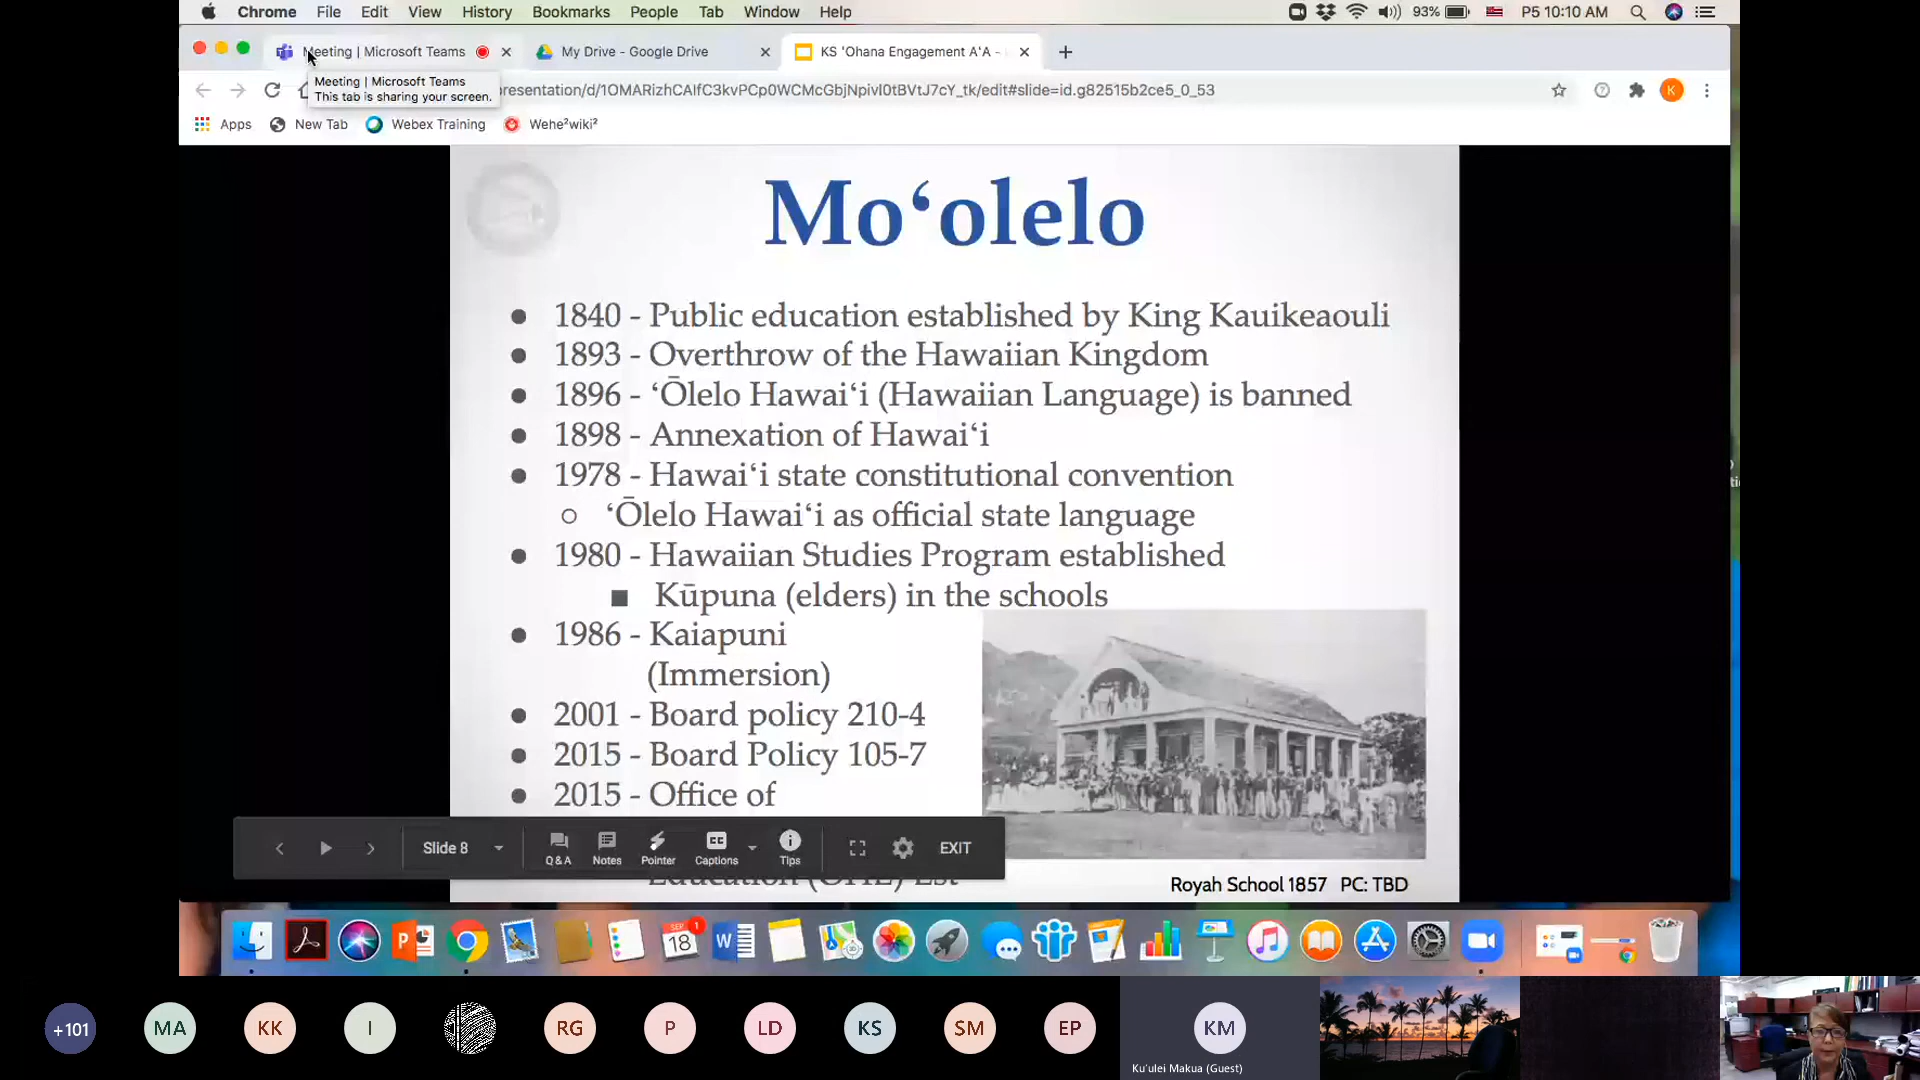 Chrome File Edit View History Bookmarks People Tab Window Help
93% P5 10:10 AM
Meeting | Microsoft Teams
My Drive - Google Drive
KS 'Ohana Engagement A'A -
Meeting | Microsoft Teams
This tab is sharing your screen.
resentation/d/1OMARizhCAIfC3kvPCp0WCMcGbjNpivI0tBVtJ7cY_tk/edit#slide=id.g82515b2ce5_0_53
K
Apps New Tab Webex Training Wehe²wiki²
Moʻolelo
1840 - Public education established by King Kauikeaouli
1893 - Overthrow of the Hawaiian Kingdom
1896 - ʻŌlelo Hawaiʻi (Hawaiian Language) is banned
1898 - Annexation of Hawaiʻi
1978 - Hawaiʻi state constitutional convention
ʻŌlelo Hawaiʻi as official state language
1980 - Hawaiian Studies Program established
Kūpuna (elders) in the schools
1986 - Kaiapuni
(Immersion)
2001 - Board policy 210-4
2015 - Board Policy 105-7
2015 - Office of
Slide 8
Q & A Notes Pointer Captions Tips EXIT
Royah School 1857 PC: TBD
SEP
18
1
+101 MA KK I RG P LD KS SM EP KM
Ku'ulei Makua (Guest)